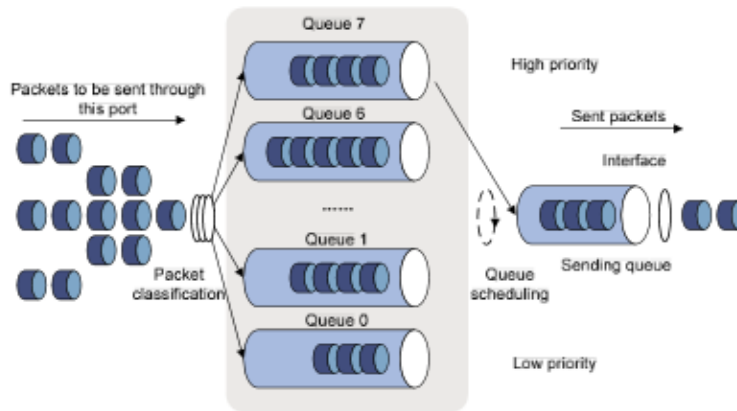 Queue 7
High priority
Packets to be sent through
this port
Queue 6
Sent packets
Interface
......
Queue 1
Packet
classification
Queue
scheduling
Sending queue
Queue 0
Low priority